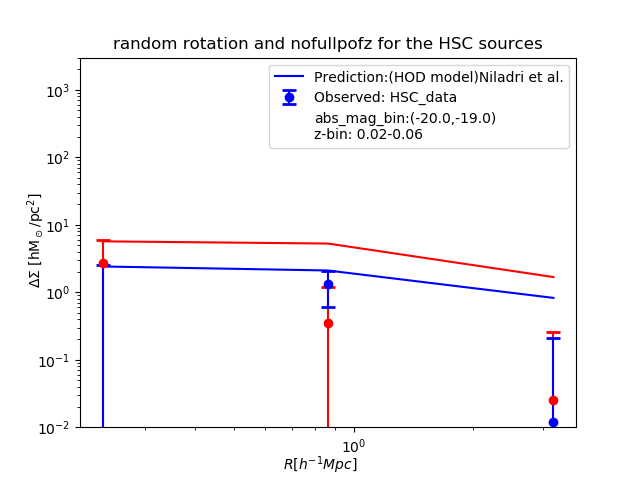 random rotation and nofullpofz for the HSC sources
Prediction:(HOD model)Niladri et al.
Observed: HSC_data
abs_mag_bin:(-20.0,-19.0)
z-bin: 0.02-0.06
ΔΣ [hM⊙/pc²]
10³
10²
10¹
10⁰
10⁻¹
10⁻²
10⁰
R[h⁻¹Mpc]